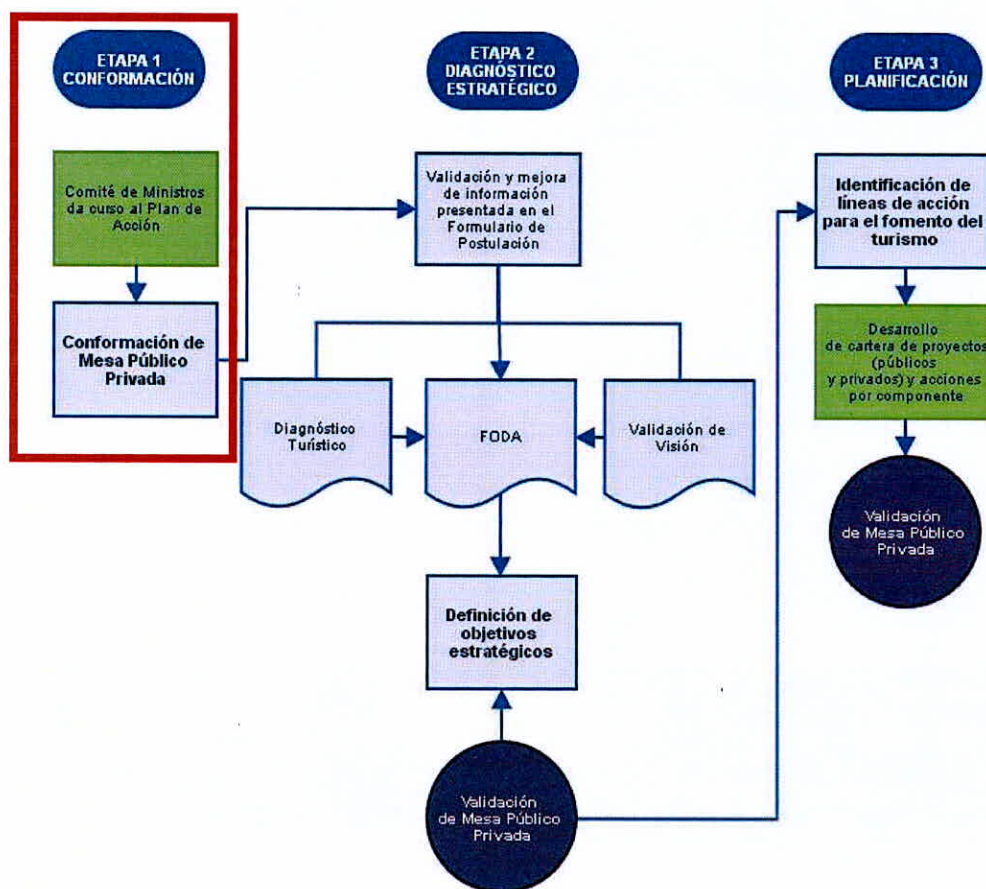 ETAPA 1
CONFORMACIÓN
Comité de Ministros
da curso al Plan de
Acción
Conformación de
Mesa Público
Privada
ETAPA 2
DIAGNÓSTICO
ESTRATÉGICO
Validación y mejora
de información
presentada en el
Formulario de
Postulación
Diagnóstico
Turístico
FODA
Validación de
Visión
Definición de
objetivos
estratégicos
Validación
de Mesa Público
Privada
ETAPA 3
PLANIFICACIÓN
Identificación de
líneas de acción
para el fomento del
turismo
Desarrollo
de cartera de proyectos
(públicos
y privados) y acciones
por componente
Validación
de Mesa Público
Privada